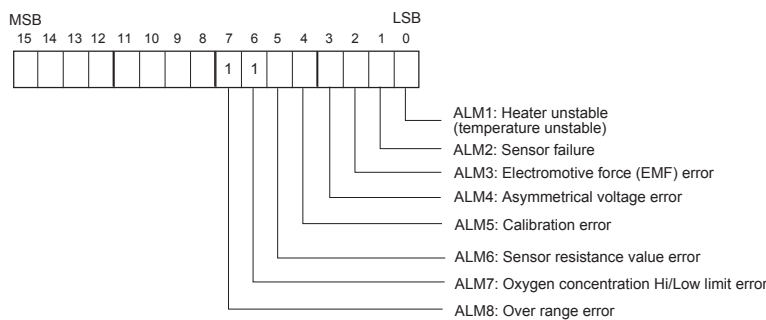 MSB LSB
15 14 13 12 11 10 9 8 7 6 5 4 3 2 1 0
1 1
ALM1: Heater unstable
(temperature unstable)
ALM2: Sensor failure
ALM3: Electromotive force (EMF) error
ALM4: Asymmetrical voltage error
ALM5: Calibration error
ALM6: Sensor resistance value error
ALM7: Oxygen concentration Hi/Low limit error
ALM8: Over range error